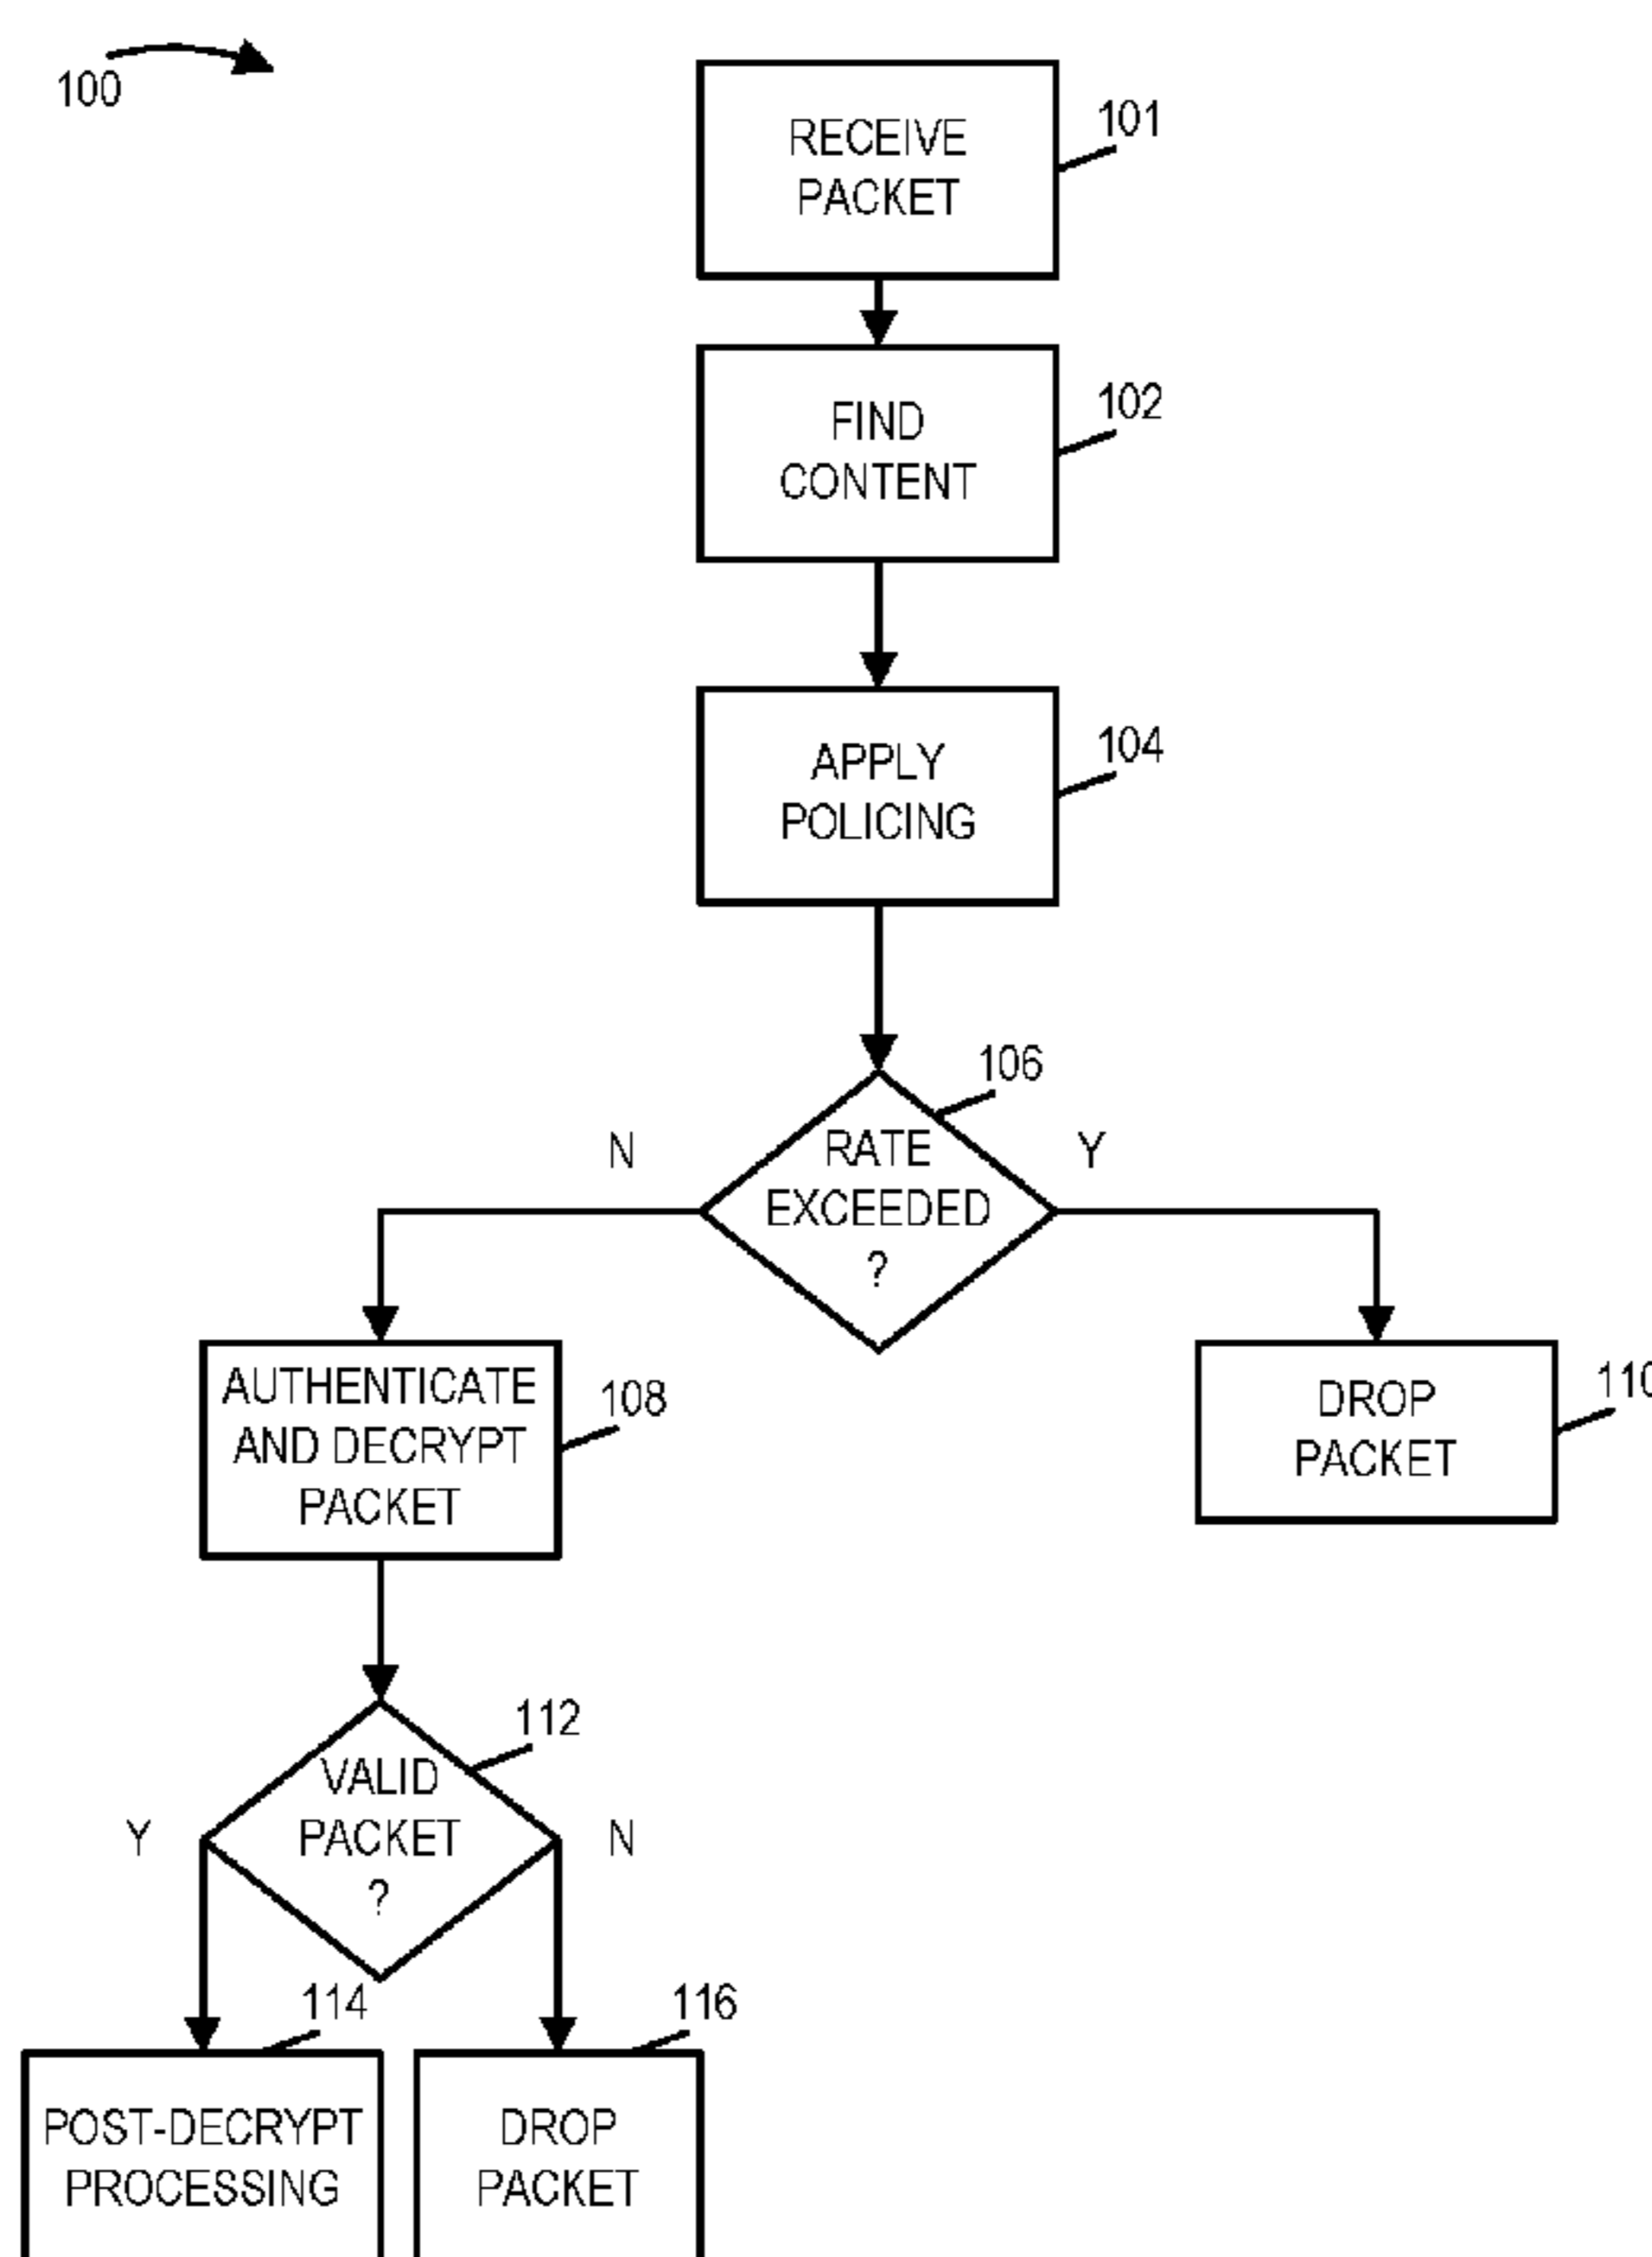 100
RECEIVE
PACKET
101
FIND
CONTENT
102
APPLY
POLICING
104
106
N
RATE
EXCEEDED
?
Y
AUTHENTICATE
AND DECRYPT
PACKET
108
DROP
PACKET
110
112
Y
VALID
PACKET
?
N
114
116
POST-DECRYPT
PROCESSING
DROP
PACKET